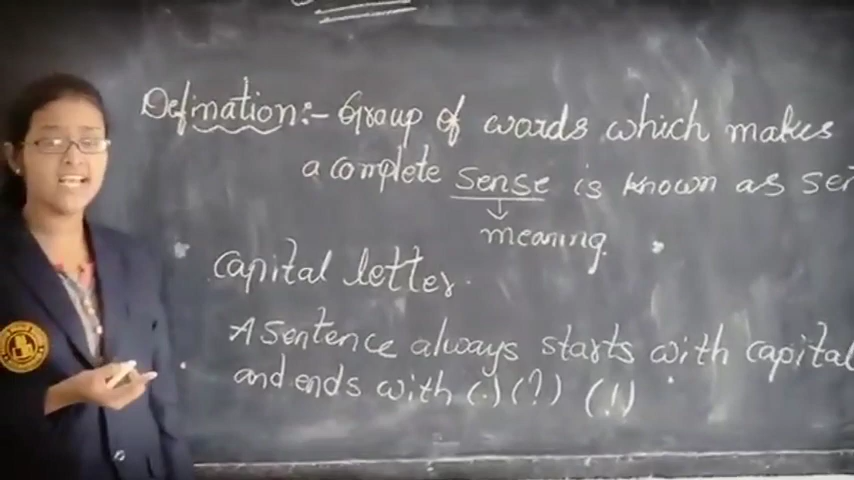 Defination:- Group of words which makes
a complete sense is known as sen
meaning.
capital letter.
A sentence always starts with capital
and ends with (.) (?) (!)